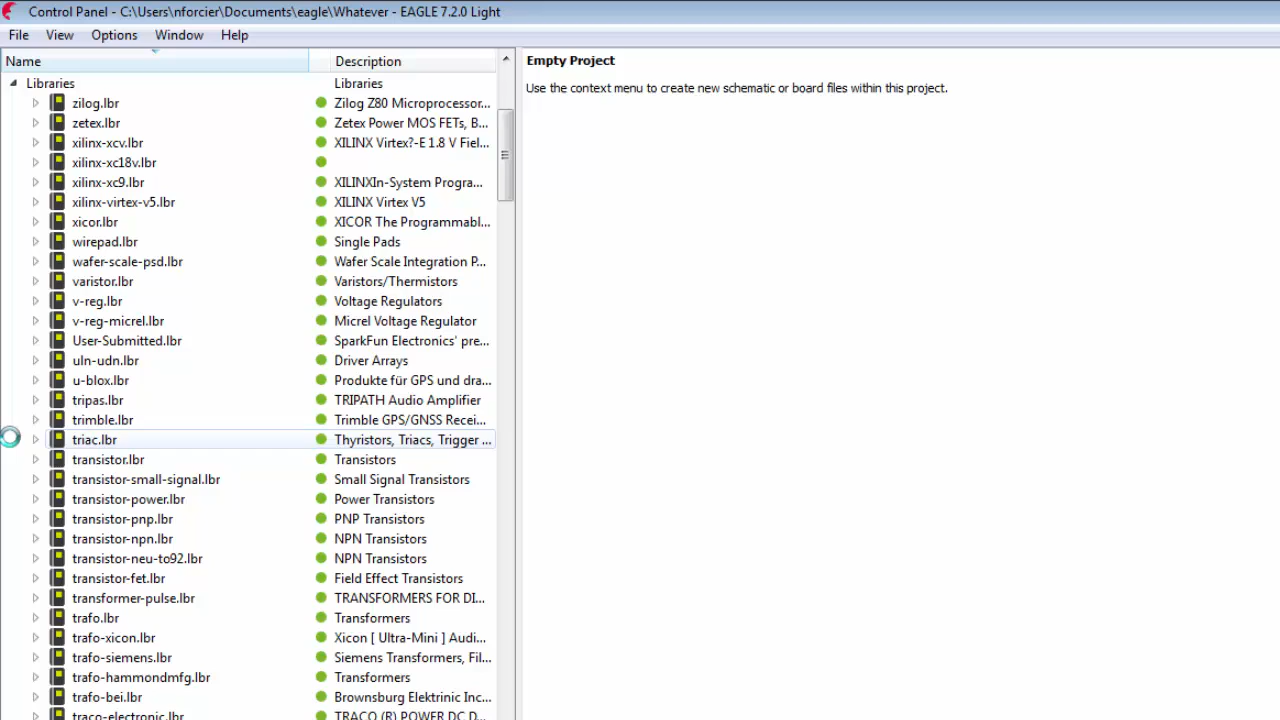 Control Panel - C:\Users\nforcier\Documents\eagle\Whatever - EAGLE 7.2.0 Light
File View Options Window Help
Name Description
Libraries Libraries
zilog.lbr Zilog Z80 Microprocessor...
zetex.lbr Zetex Power MOS FETs, B...
xilinx-xcv.lbr XILINX Virtex?-E 1.8 V Fiel...
xilinx-xc18v.lbr
xilinx-xc9.lbr XILINXIn-System Progra...
xilinx-virtex-v5.lbr XILINX Virtex V5
xicor.lbr XICOR The Programmabl...
wirepad.lbr Single Pads
wafer-scale-psd.lbr Wafer Scale Integration P...
varistor.lbr Varistors/Thermistors
v-reg.lbr Voltage Regulators
v-reg-micrel.lbr Micrel Voltage Regulator
User-Submitted.lbr SparkFun Electronics' pre...
uln-udn.lbr Driver Arrays
u-blox.lbr Produkte für GPS und dra...
tripas.lbr TRIPATH Audio Amplifier
trimble.lbr Trimble GPS/GNSS Recei...
triac.lbr Thyristors, Triacs, Trigger ...
transistor.lbr Transistors
transistor-small-signal.lbr Small Signal Transistors
transistor-power.lbr Power Transistors
transistor-pnp.lbr PNP Transistors
transistor-npn.lbr NPN Transistors
transistor-neu-to92.lbr NPN Transistors
transistor-fet.lbr Field Effect Transistors
transformer-pulse.lbr TRANSFORMERS FOR DI...
trafo.lbr Transformers
trafo-xicon.lbr Xicon [ Ultra-Mini ] Audi...
trafo-siemens.lbr Siemens Transformers, Fil...
trafo-hammondmfg.lbr Transformers
trafo-bei.lbr Brownsburg Elektrinic Inc...
traco-electronic.lbr TRACO (R) POWER DC D...
Empty Project
Use the context menu to create new schematic or board files within this project.